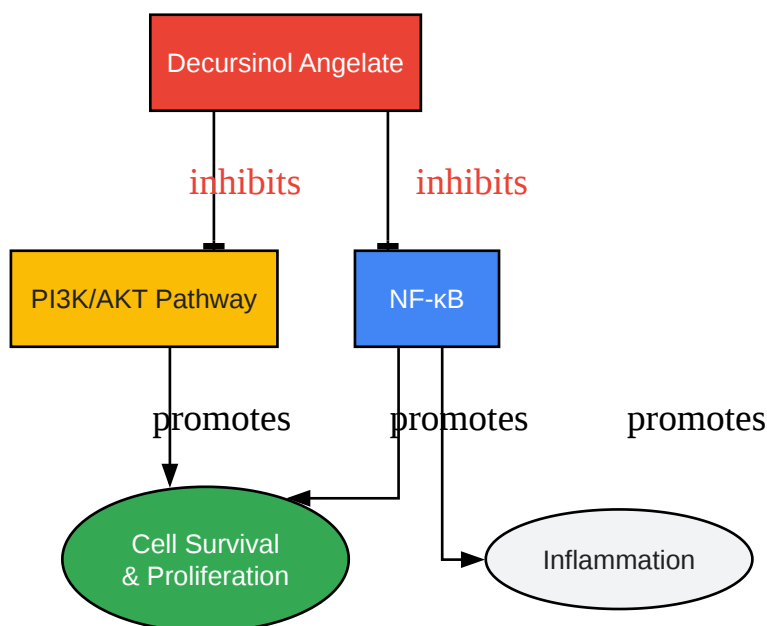 Decursinol Angelate
inhibits
inhibits
PI3K/AKT Pathway
NF-κB
promotes
promotes
promotes
Cell Survival
& Proliferation
Inflammation